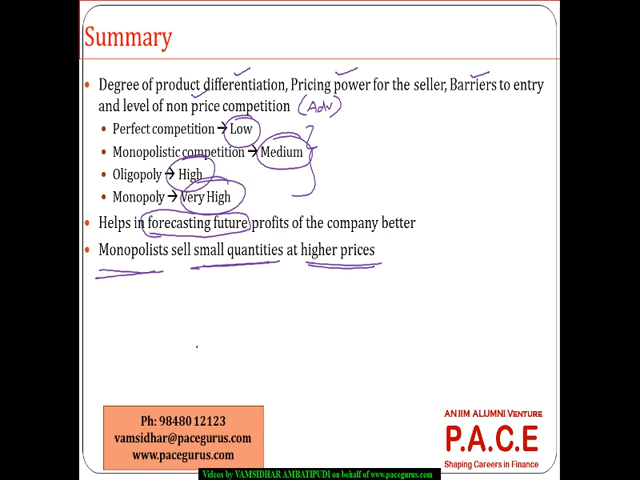 Summary
Degree of product differentiation, Pricing power for the seller, Barriers to entry
and level of non price competition (Adv)
Perfect competition → Low
Monopolistic competition → Medium
Oligopoly → High
Monopoly → Very High
Helps in forecasting future profits of the company better
Monopolists sell small quantities at higher prices
Ph: 98480 12123
vamsidhar@pacegurus.com
www.pacegurus.com
AN IIM ALUMNI VENTURE
P.A.C.E
Shaping Careers in Finance
Videos by VAMSIDHAR AMBATIPUDI on behalf of www.pacegurus.com